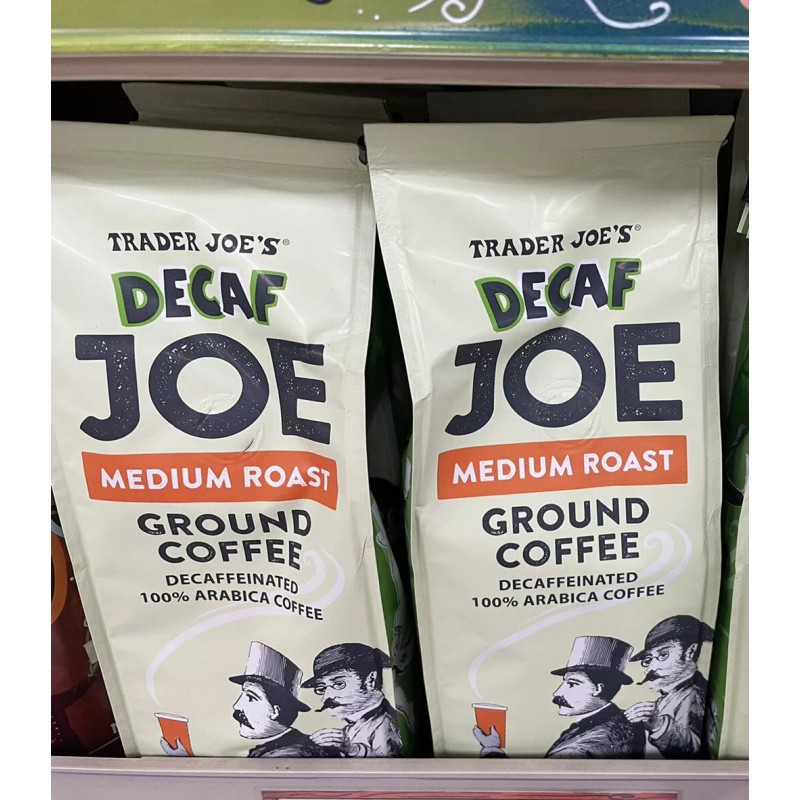 TRADER JOE'S®
DECAF
JOE
MEDIUM ROAST
GROUND
COFFEE
DECAFFEINATED
100% ARABICA COFFEE
TRADER JOE'S®
DECAF
JOE
MEDIUM ROAST
GROUND
COFFEE
DECAFFEINATED
100% ARABICA COFFEE